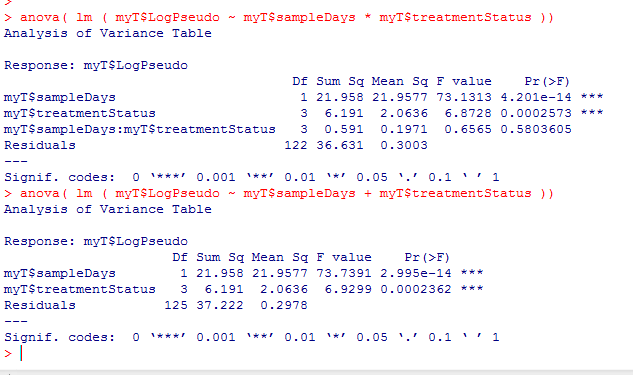 >
> anova( lm ( myT$LogPseudo ~ myT$sampleDays * myT$treatmentStatus ))
Analysis of Variance Table

Response: myT$LogPseudo
                                    Df Sum Sq Mean Sq F value    Pr(>F)
myT$sampleDays                       1 21.958 21.9577 73.1313 4.201e-14 ***
myT$treatmentStatus                  3  6.191  2.0636  6.8728 0.0002573 ***
myT$sampleDays:myT$treatmentStatus   3  0.591  0.1971  0.6565 0.5803605
Residuals                          122 36.631  0.3003
---
Signif. codes:  0 ‘***’ 0.001 ‘**’ 0.01 ‘*’ 0.05 ‘.’ 0.1 ‘ ’ 1
> anova( lm ( myT$LogPseudo ~ myT$sampleDays + myT$treatmentStatus ))
Analysis of Variance Table

Response: myT$LogPseudo
                     Df Sum Sq Mean Sq F value    Pr(>F)
myT$sampleDays        1 21.958 21.9577 73.7391 2.995e-14 ***
myT$treatmentStatus   3  6.191  2.0636  6.9299 0.0002362 ***
Residuals           125 37.222  0.2978
---
Signif. codes:  0 ‘***’ 0.001 ‘**’ 0.01 ‘*’ 0.05 ‘.’ 0.1 ‘ ’ 1
>